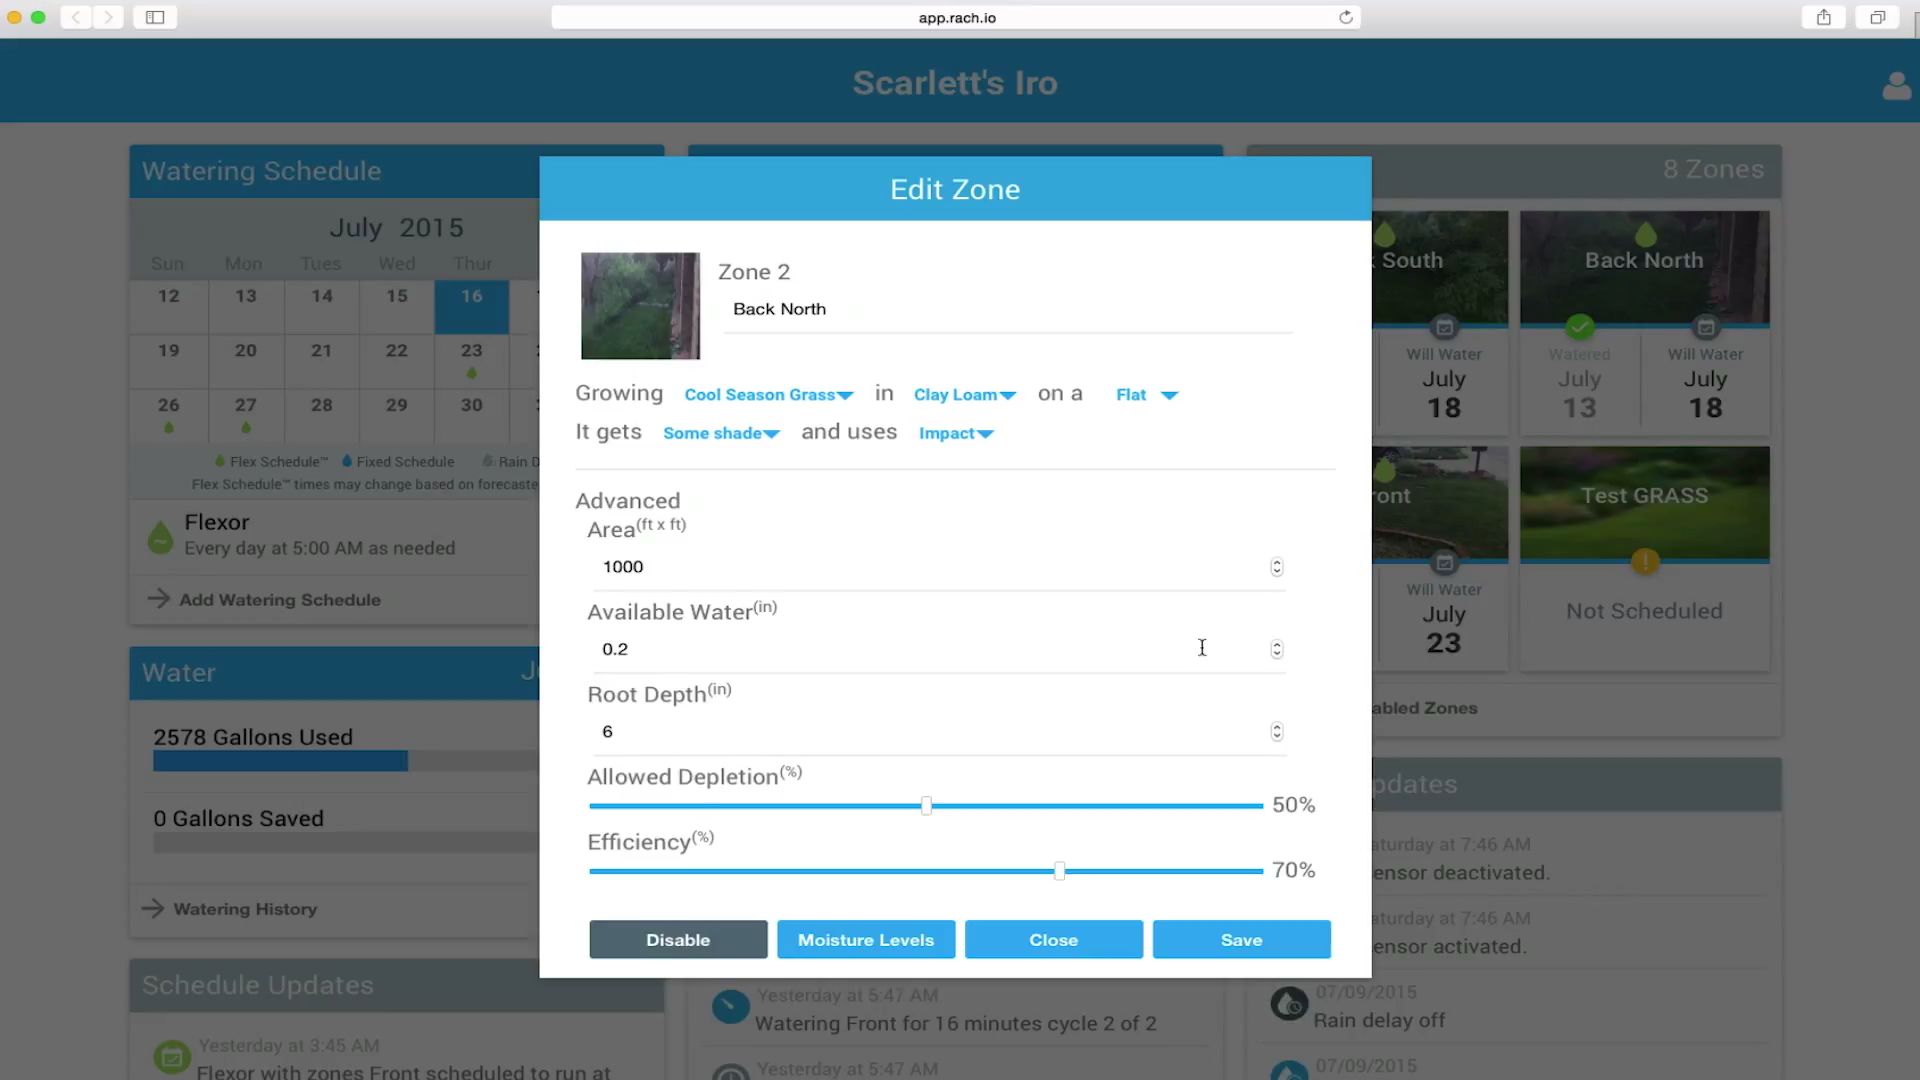 app.rach.io
Scarlett's Iro
Watering Schedule
July 2015
Sun Mon Tues Wed Thur
12 13 14 15 16
19 20 21 22 23
26 27 28 29 30
Flex Schedule™ Fixed Schedule Rain D
Flex Schedule™ times may change based on forecaste
Flexor
Every day at 5:00 AM as needed
Add Watering Schedule
Water
2578 Gallons Used
0 Gallons Saved
Watering History
Schedule Updates
Yesterday at 3:45 AM
Flexor with zones Front scheduled to run at
Edit Zone
Zone 2
Back North
Growing Cool Season Grass in Clay Loam on a Flat
It gets Some shade and uses Impact
Advanced
Area(ft x ft)
1000
Available Water(in)
0.2
Root Depth(in)
6
Allowed Depletion(%)
50%
Efficiency(%)
70%
Disable Moisture Levels Close Save
Yesterday at 5:47 AM
Watering Front for 16 minutes cycle 2 of 2
Yesterday at 5:47 AM
8 Zones
South
Will Water
July
18
Back North
Watered
July
13
Will Water
July
18
ont
Will Water
July
23
Test GRASS
Not Scheduled
abled Zones
pdates
aturday at 7:46 AM
ensor deactivated.
aturday at 7:46 AM
ensor activated.
07/09/2015
Rain delay off
07/09/2015